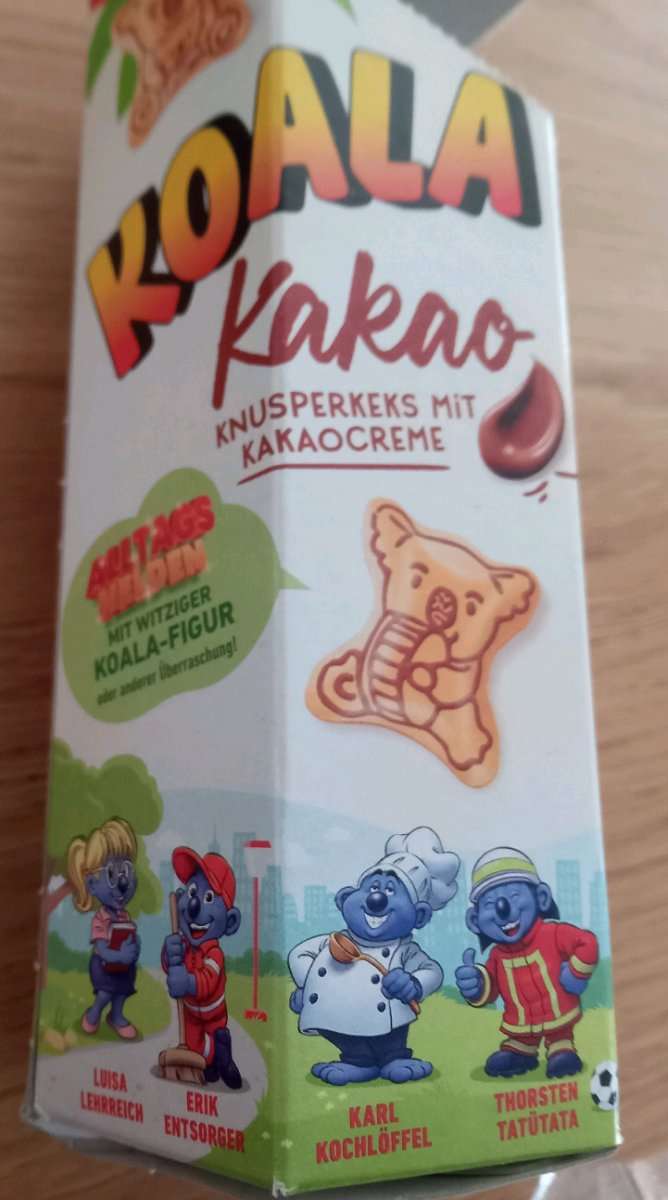 KOALA
Kakao
KNUSPERKEKS MIT
KAKAOCREME
ALLTAGS
HELDEN
MIT WITZIGER
KOALA-FIGUR
oder anderer Überraschung!
LUISA
LEHRREICH
ERIK
ENTSORGER
KARL
KOCHLÖFFEL
THORSTEN
TATÜTATA